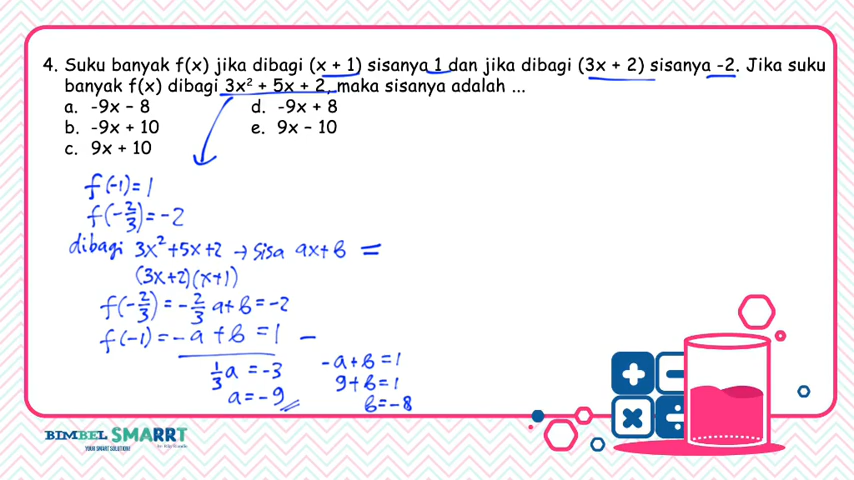 4. Suku banyak f(x) jika dibagi (x + 1) sisanya 1 dan jika dibagi (3x + 2) sisanya -2. Jika suku
banyak f(x) dibagi 3x² + 5x + 2, maka sisanya adalah ...
a. -9x – 8 d. -9x + 8
b. -9x + 10 e. 9x – 10
c. 9x + 10
f(-1) = 1
f(-2/3) = -2
dibagi 3x² + 5x + 2 → sisa ax + b =
(3x+2)(x+1)
f(-2/3) = -2/3 a + b = -2
f(-1) = -a + b = 1 -
1/3 a = -3
a = -9
-a + b = 1
9 + b = 1
b = -8
BIMBEL SMARRT
YOUR SMART SOLUTION!